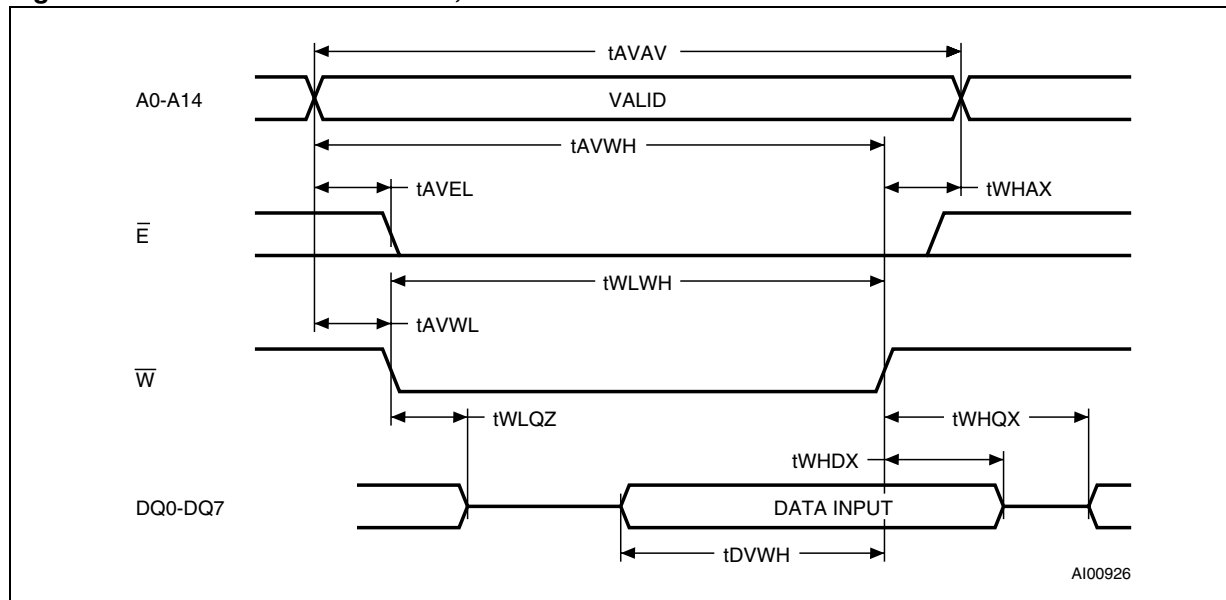 tAVAV
A0-A14
VALID
tAVWH
tAVEL
tWHAX
E̅
tWLWH
tAVWL
W̅
tWLQZ
tWHQX
tWHDX
DQ0-DQ7
DATA INPUT
tDVWH
AI00926